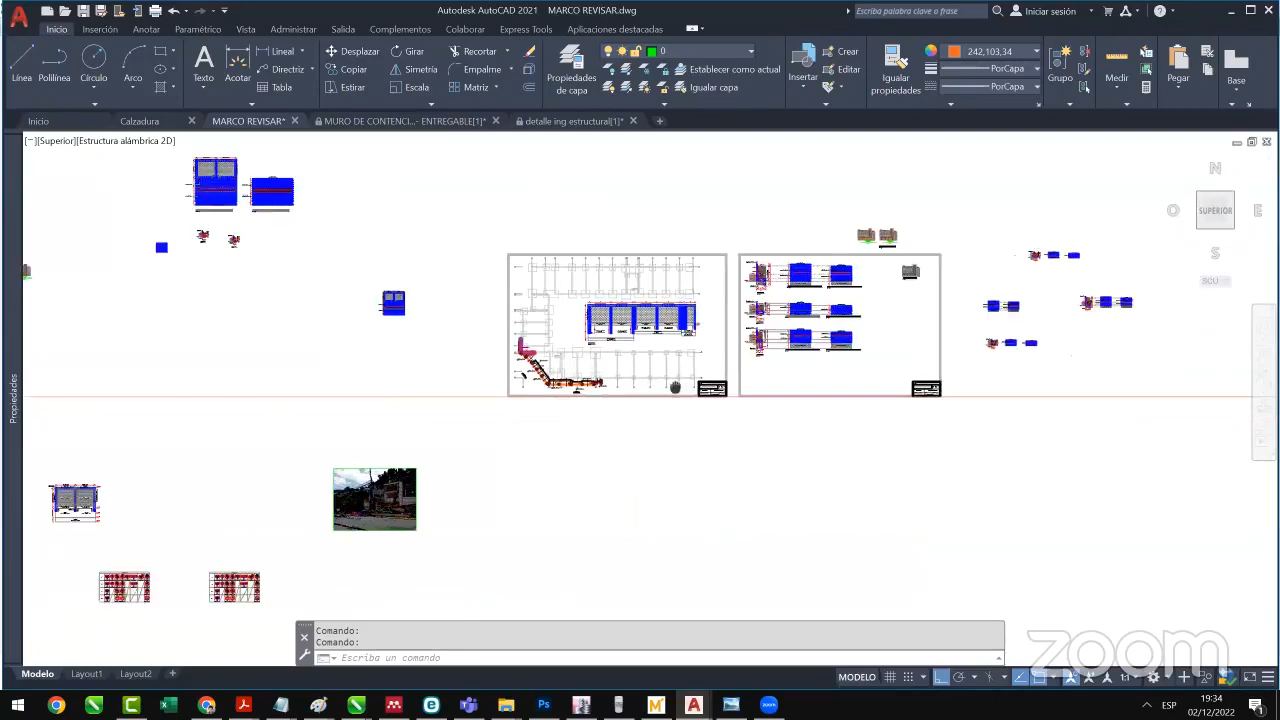 Autodesk AutoCAD 2021 MARCO REVISAR.dwg
Escriba palabra clave o frase
Iniciar sesión
Inicio Inserción Anotar Paramétrico Vista Administrar Salida Complementos Colaborar Express Tools Aplicaciones destacadas
Línea Polilínea Círculo Arco
Texto Acotar
Lineal
Directriz
Tabla
Desplazar Girar Recortar
Copiar Simetría Empalme
Estirar Escala Matriz
Propiedades de capa
0
Establecer como actual
Igualar capa
Insertar
Crear
Editar
Igualar propiedades
242,103,34
PorCapa
PorCapa
Grupo
Medir
Pegar
Base
Inicio
Calzadura
MARCO REVISAR*
MURO DE CONTENCI...- ENTREGABLE[1]*
detalle ing estructural[1]*
[−][Superior][Estructura alámbrica 2D]
N
O
SUPERIOR
E
S
SCU
Propiedades
Comando:
Comando:
Escriba un comando
zoom
Modelo Layout1 Layout2
MODELO
ESP
19:34
02/12/2022